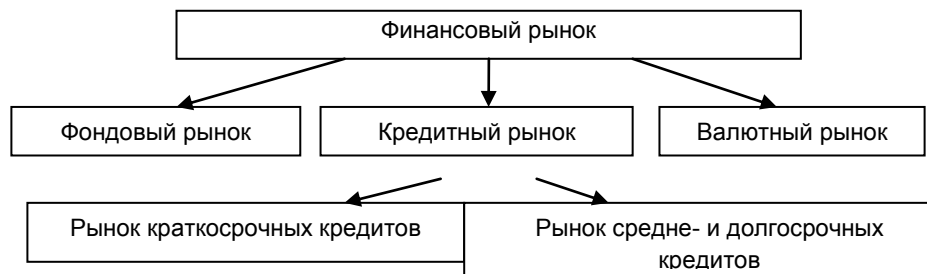 Финансовый рынок
Фондовый рынок
Кредитный рынок
Валютный рынок
Рынок краткосрочных кредитов
Рынок средне- и долгосрочных
кредитов